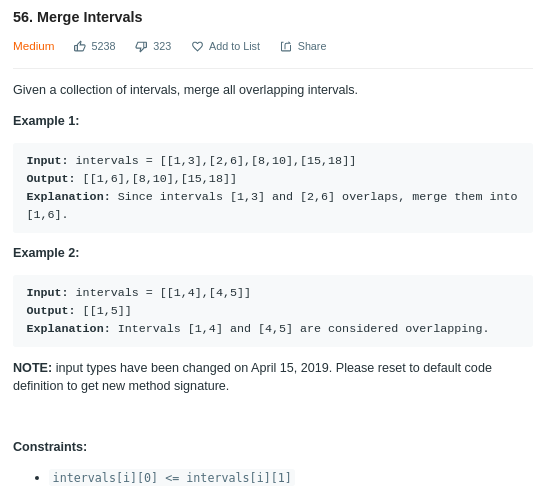 56. Merge Intervals
Medium 5238 323 Add to List Share
Given a collection of intervals, merge all overlapping intervals.
Example 1:
Input: intervals = [[1,3],[2,6],[8,10],[15,18]]
Output: [[1,6],[8,10],[15,18]]
Explanation: Since intervals [1,3] and [2,6] overlaps, merge them into
[1,6].
Example 2:
Input: intervals = [[1,4],[4,5]]
Output: [[1,5]]
Explanation: Intervals [1,4] and [4,5] are considered overlapping.
NOTE: input types have been changed on April 15, 2019. Please reset to default code
definition to get new method signature.
Constraints:
• intervals[i][0] <= intervals[i][1]